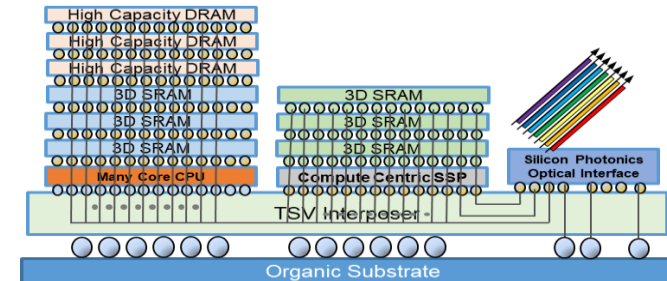 High Capacity DRAM
High Capacity DRAM
High Capacity DRAM
3D SRAM
3D SRAM
3D SRAM
Many Core CPU
3D SRAM
3D SRAM
3D SRAM
Compute Centric SSP
Silicon Photonics
Optical Interface
TSV Interposer
Organic Substrate